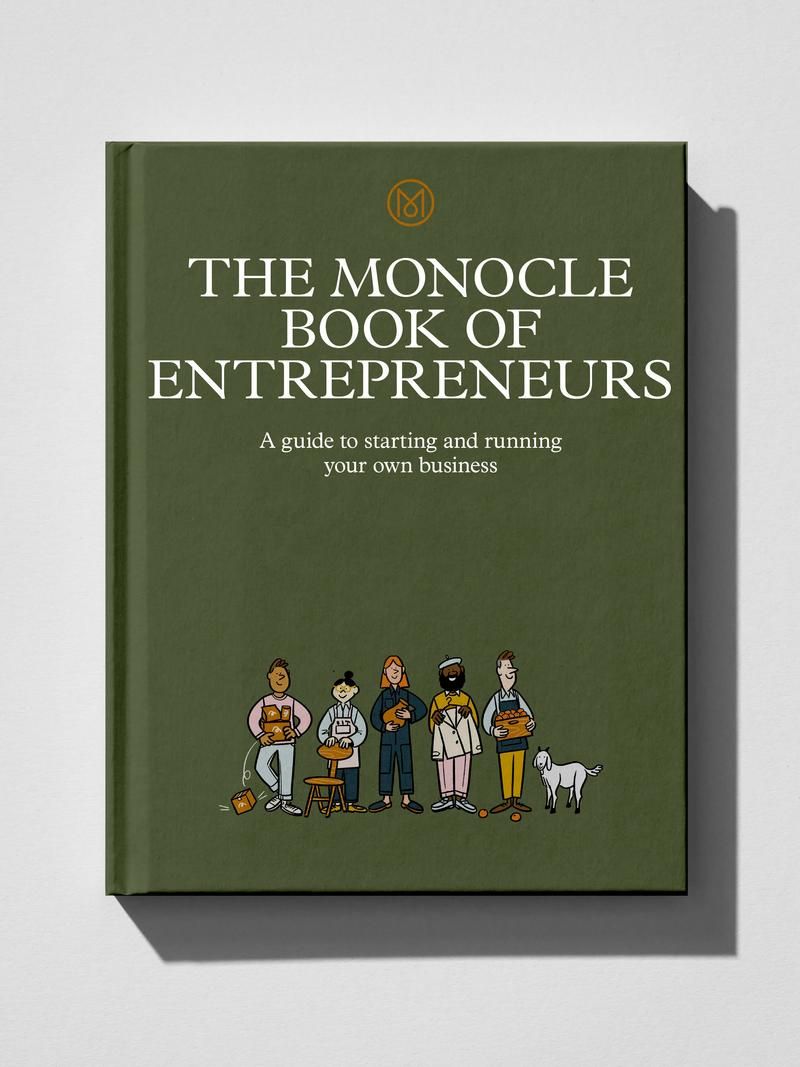 THE MONOCLE
BOOK OF
ENTREPRENEURS
A guide to starting and running
your own business